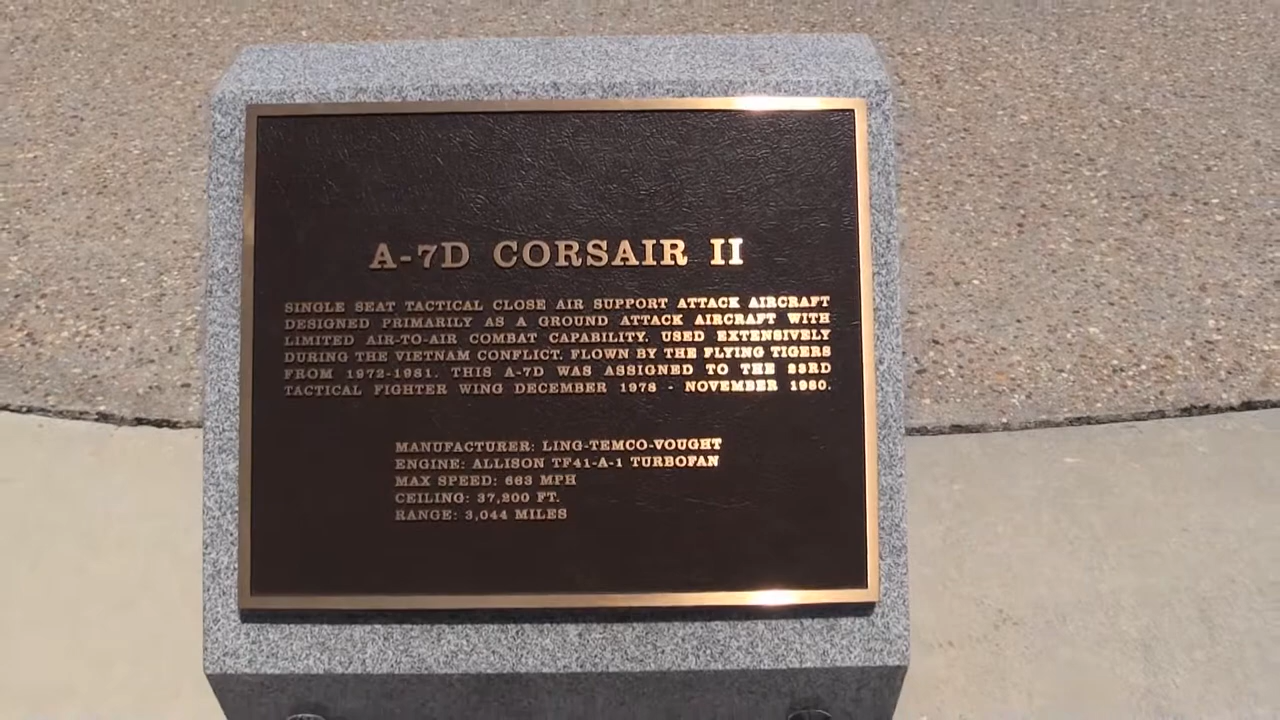 A-7D CORSAIR II
SINGLE SEAT TACTICAL CLOSE AIR SUPPORT ATTACK AIRCRAFT
DESIGNED PRIMARILY AS A GROUND ATTACK AIRCRAFT WITH
LIMITED AIR-TO-AIR COMBAT CAPABILITY. USED EXTENSIVELY
DURING THE VIETNAM CONFLICT. FLOWN BY THE FLYING TIGERS
FROM 1972-1981. THIS A-7D WAS ASSIGNED TO THE 23RD
TACTICAL FIGHTER WING DECEMBER 1978 - NOVEMBER 1980.
MANUFACTURER: LING-TEMCO-VOUGHT
ENGINE: ALLISON TF41-A-1 TURBOFAN
MAX SPEED: 663 MPH
CEILING: 37,200 FT.
RANGE: 3,044 MILES